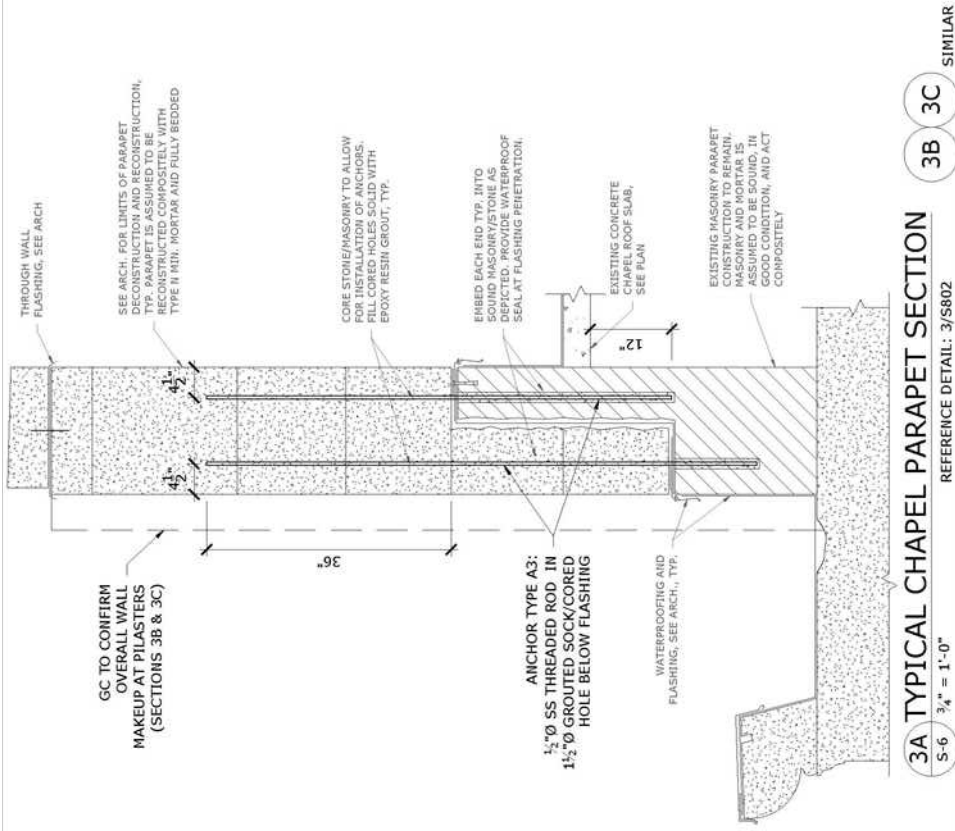 THROUGH WALL
FLASHING, SEE ARCH
SEE ARCH. FOR LIMITS OF PARAPET
DECONSTRUCTION AND RECONSTRUCTION,
TYP. PARAPET IS ASSUMED TO BE
RECONSTRUCTED COMPOSITELY WITH
TYPE N MIN. MORTAR AND FULLY BEDDED
4½"
4½"
36"
12"
CORE STONE/MASONRY TO ALLOW
FOR INSTALLATION OF ANCHORS.
FILL CORED HOLES SOLID WITH
EPOXY RESIN GROUT, TYP.
EMBED EACH END TYP. INTO
SOUND MASONRY/STONE AS
DEPICTED. PROVIDE WATERPROOF
SEAL AT FLASHING PENETRATION.
EXISTING CONCRETE
CHAPEL ROOF SLAB,
SEE PLAN
EXISTING MASONRY PARAPET
CONSTRUCTION TO REMAIN.
MASONRY AND MORTAR IS
ASSUMED TO BE SOUND, IN
GOOD CONDITION, AND ACT
COMPOSITELY
GC TO CONFIRM
OVERALL WALL
MAKEUP AT PILASTERS
(SECTIONS 3B & 3C)
ANCHOR TYPE A3:
½"Ø SS THREADED ROD IN
1½"Ø GROUTED SOCK/CORED
HOLE BELOW FLASHING
WATERPROOFING AND
FLASHING, SEE ARCH., TYP.
3A TYPICAL CHAPEL PARAPET SECTION 3B 3C
S-6 ¾" = 1'-0" REFERENCE DETAIL: 3/S802 SIMILAR